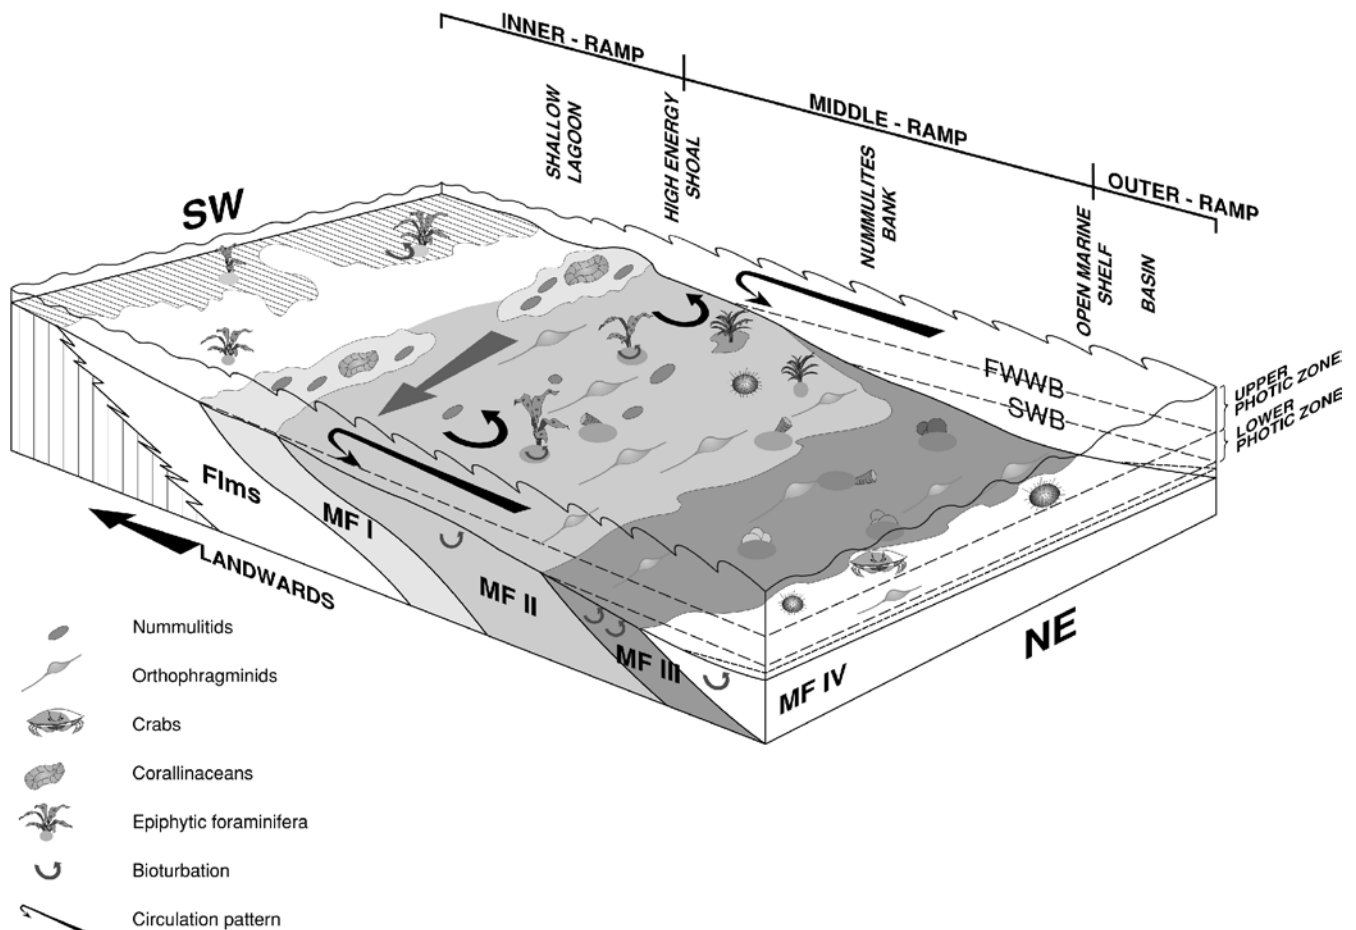 INNER - RAMP
MIDDLE - RAMP
OUTER - RAMP
SHALLOW
LAGOON
HIGH ENERGY
SHOAL
NUMMULITES
BANK
OPEN MARINE
SHELF
BASIN
SW
FWWB
SWB
UPPER
PHOTIC ZONE
LOWER
PHOTIC ZONE
FIms
MF I
MF II
MF III
MF IV
NE
LANDWARDS
Nummulitids
Orthophragminids
Crabs
Corallinaceans
Epiphytic foraminifera
Bioturbation
Circulation pattern